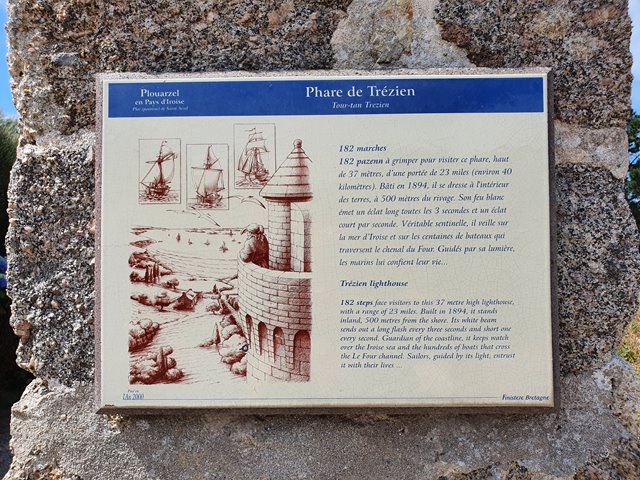 Plouarzel
en Pays d'Iroise
Phare de Trézien
Tour-tan Trezien
182 marches
182 pazenn à grimper pour visiter ce phare, haut
de 37 mètres, d'une portée de 23 miles (environ 40
kilomètres). Bâti en 1894, il se dresse à l'intérieur
des terres, à 500 mètres du rivage. Son feu blanc
émet un éclat long toutes les 3 secondes et un éclat
court par seconde. Véritable sentinelle, il veille sur
la mer d'Iroise et sur les centaines de bateaux qui
traversent le chenal du Four. Guidés par sa lumière,
les marins lui confient leur vie...
Trézien lighthouse
182 steps face visitors to this 37 metre high lighthouse,
with a range of 23 miles. Built in 1894, it stands
inland, 500 metres from the shore. Its white beam
sends out a long flash every three seconds and short one
every second. Guardian of the coastline, it keeps watch
over the Iroise sea and the hundreds of boats that cross
the Le Four channel. Sailors, guided by its light, entrust
it with their lives ...
l'An 2000
Finistère, Bretagne